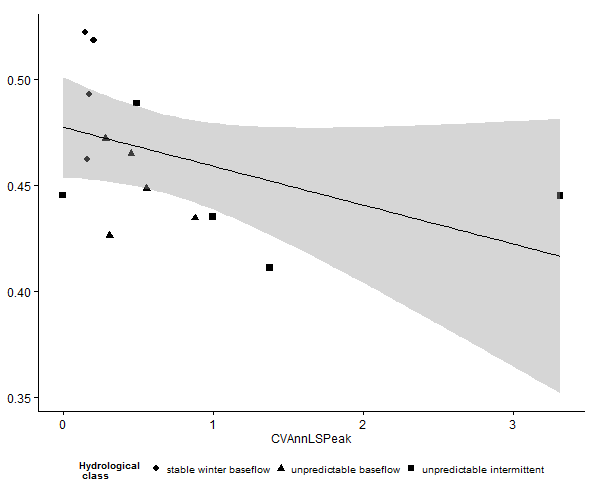 0.50
0.45
0.40
0.35
0 1 2 3
CVAnnLSPeak
Hydrological
class
stable winter baseflow unpredictable baseflow unpredictable intermittent